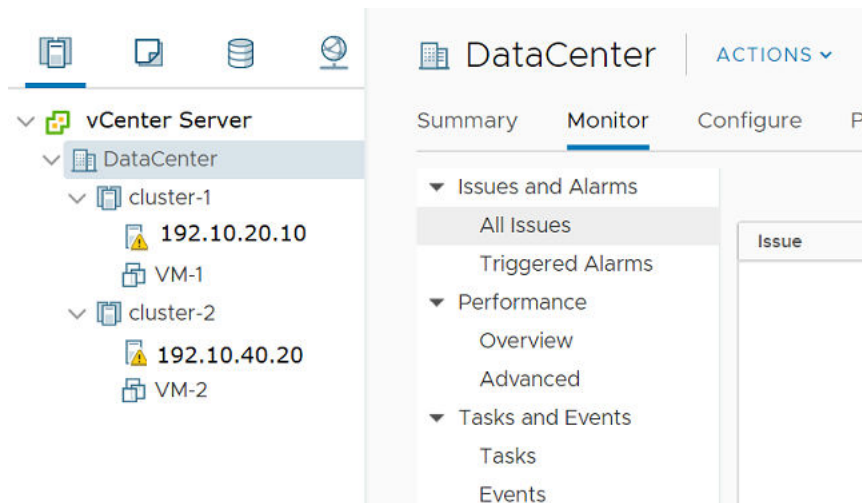 vCenter Server
DataCenter
cluster-1
192.10.20.10
VM-1
cluster-2
192.10.40.20
VM-2
DataCenter
ACTIONS
Summary Monitor Configure P
Issues and Alarms
All Issues
Triggered Alarms
Performance
Overview
Advanced
Tasks and Events
Tasks
Events
Issue